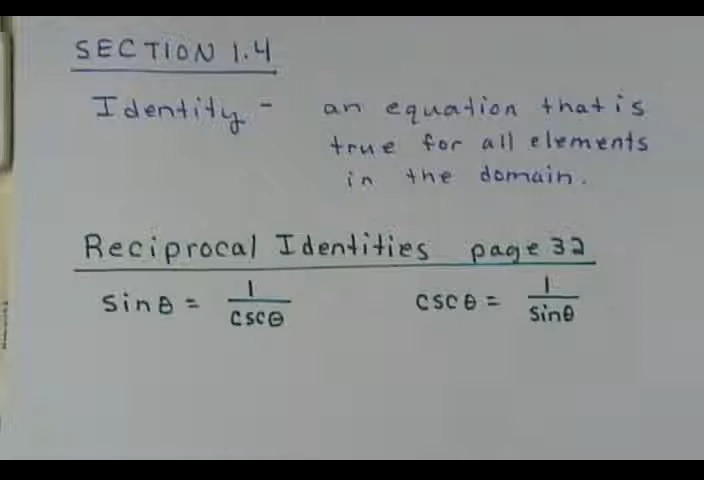 SECTION 1.4
Identity - an equation that is
true for all elements
in the domain.
Reciprocal Identities page 32
sinθ = 1/cscθ cscθ = 1/sinθ